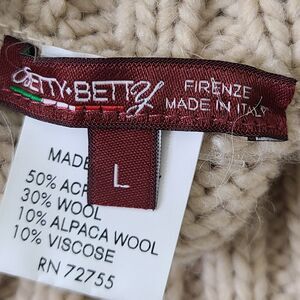 BETTY·BETTY
FIRENZE
MADE IN ITALY
L
MADE
50% ACR
30% WOOL
10% ALPACA WOOL
10% VISCOSE
RN 72755